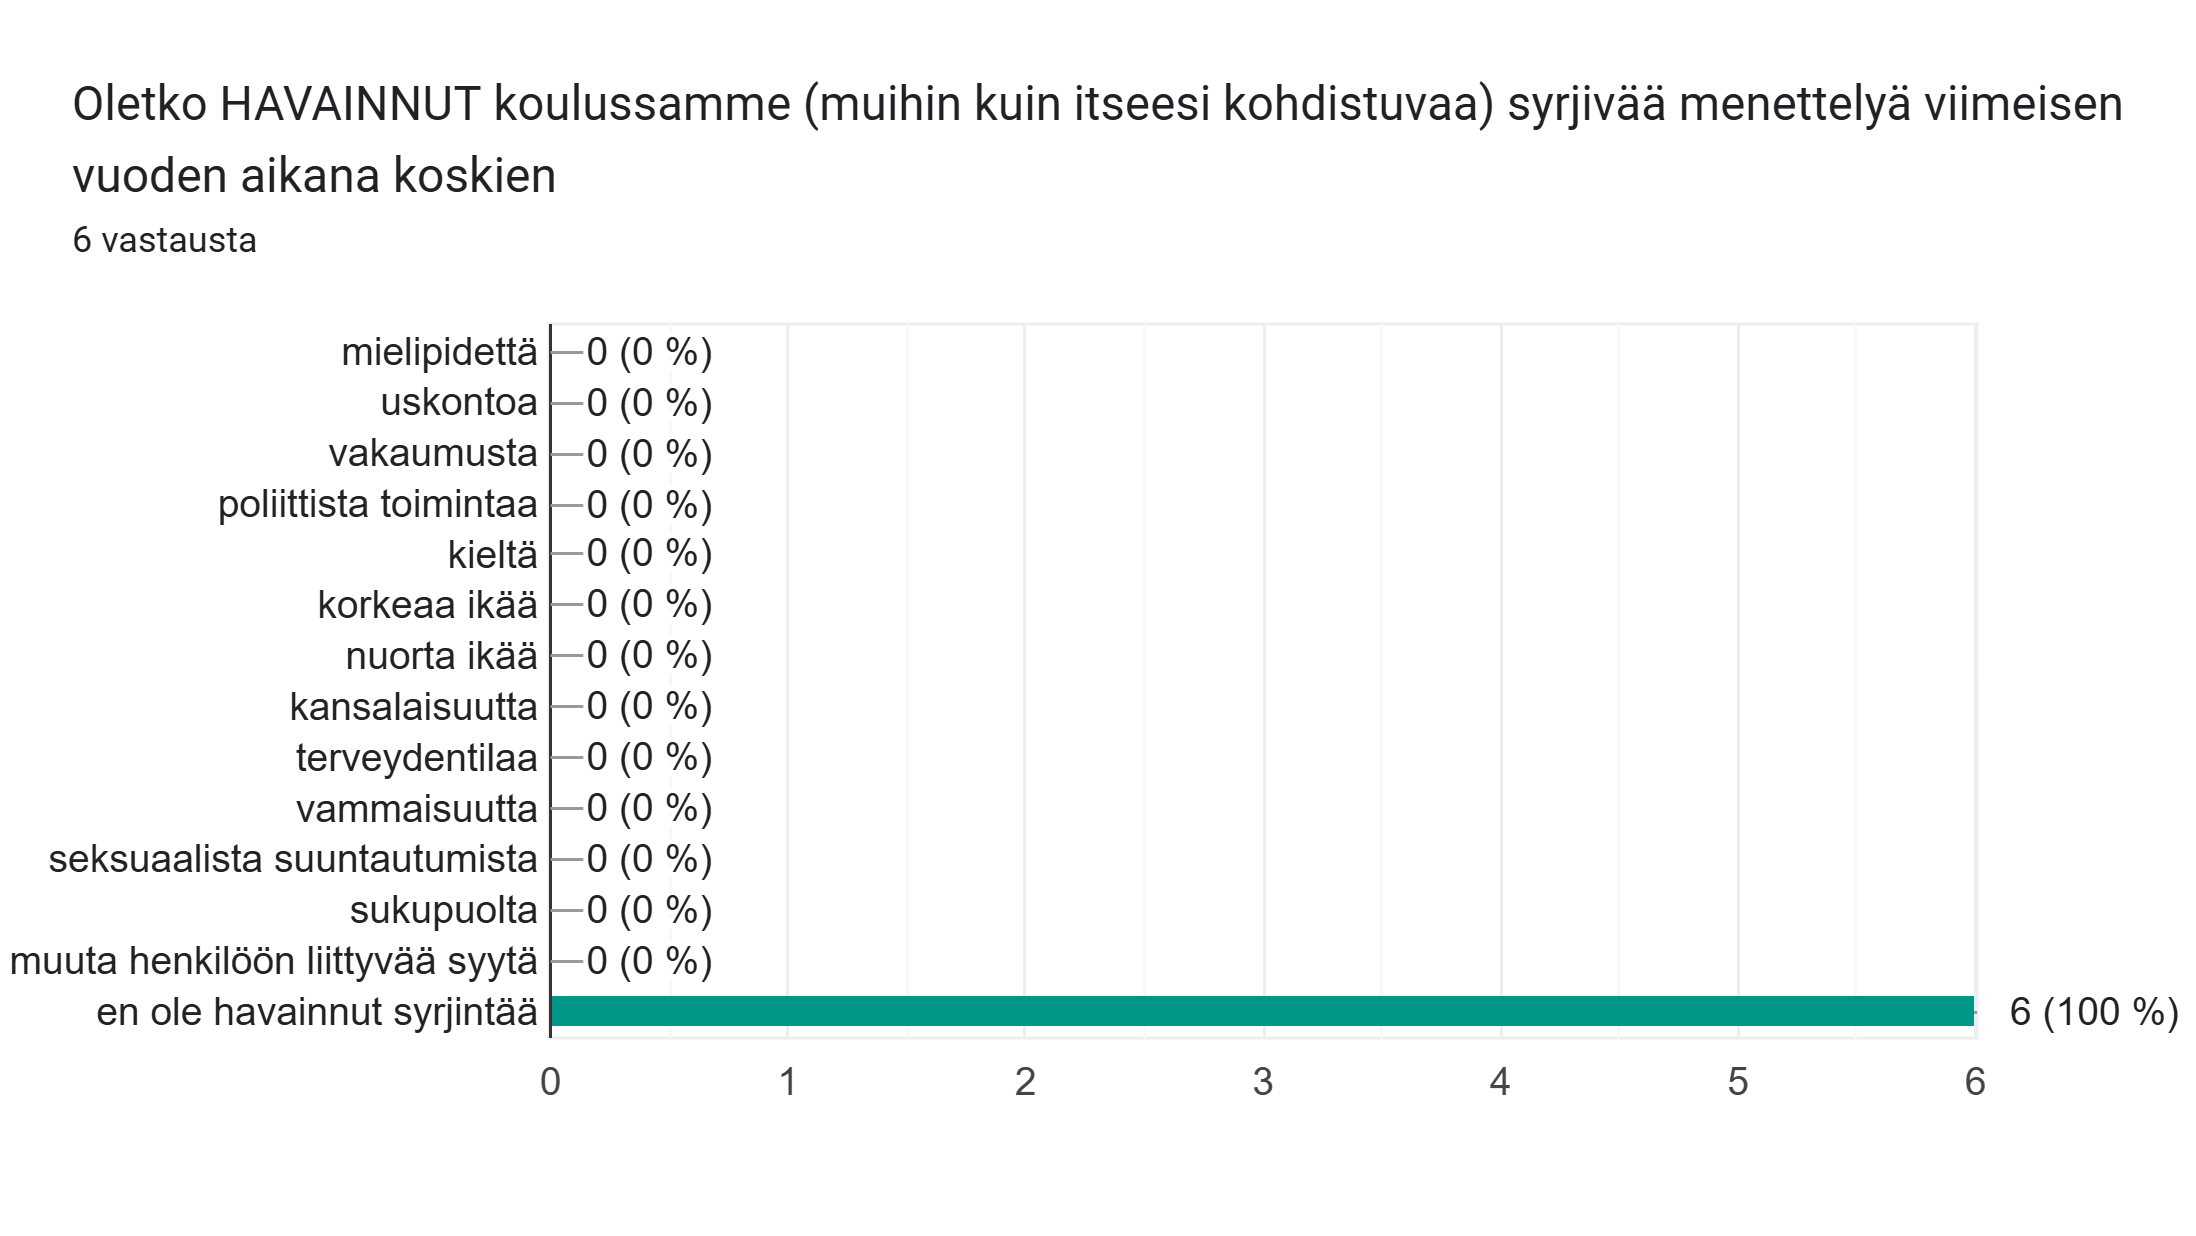 Oletko HAVAINNUT koulussamme (muihin kuin itseesi kohdistuvaa) syrjivää menettelyä viimeisen
vuoden aikana koskien
6 vastausta
mielipidettä 0 (0 %)
uskontoa 0 (0 %)
vakaumusta 0 (0 %)
poliittista toimintaa 0 (0 %)
kieltä 0 (0 %)
korkeaa ikää 0 (0 %)
nuorta ikää 0 (0 %)
kansalaisuutta 0 (0 %)
terveydentilaa 0 (0 %)
vammaisuutta 0 (0 %)
seksuaalista suuntautumista 0 (0 %)
sukupuolta 0 (0 %)
muuta henkilöön liittyvää syytä 0 (0 %)
en ole havainnut syrjintää 6 (100 %)
0 1 2 3 4 5 6